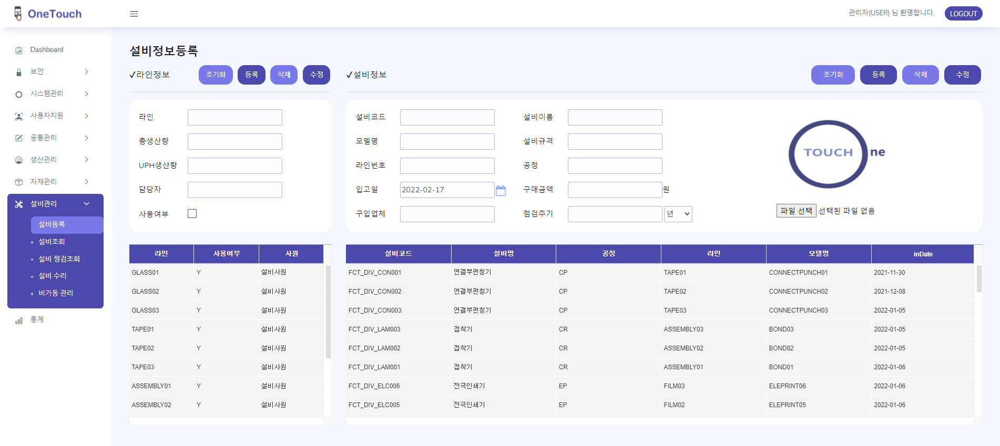 OneTouch
관리자(USER) 님 환영합니다. LOGOUT
Dashboard
보안
시스템관리
사용자지원
공통관리
생산관리
자재관리
설비관리
설비등록
설비조회
설비 정검조회
설비 수리
비가동 관리
통계
설비정보등록
✓라인정보 초기화 등록 삭제 수정
라인
총생산량
UPH생산량
담당자
사용여부
라인 사용여부 사원
GLASS01 Y 설비사원
GLASS02 Y 설비사원
GLASS03 Y 설비사원
TAPE01 Y 설비사원
TAPE02 Y 설비사원
TAPE03 Y 설비사원
ASSEMBLY01 Y 설비사원
ASSEMBLY02 Y 설비사원
✓설비정보 초기화 등록 삭제 수정
설비코드 설비이름
모델명 설비규격
라인번호 공정
입고일 2022-02-17 구매금액 원
구입업체 점검주기 년
TOUCH ne
파일 선택 선택된 파일 없음
설비코드 설비명 공정 라인 모델명 inDate
FCT_DIV_CON001 연결부펀칭기 CP TAPE01 CONNECTPUNCH01 2021-11-30
FCT_DIV_CON002 연결부펀칭기 CP TAPE02 CONNECTPUNCH02 2021-12-08
FCT_DIV_CON003 연결부펀칭기 CP TAPE03 CONNECTPUNCH03 2022-01-05
FCT_DIV_LAM003 접착기 CR ASSEMBLY03 BOND03 2022-01-05
FCT_DIV_LAM002 접착기 CR ASSEMBLY02 BOND02 2022-01-05
FCT_DIV_LAM001 접착기 CR ASSEMBLY01 BOND01 2022-01-06
FCT_DIV_ELC006 전극인쇄기 EP FILM03 ELEPRINT06 2022-01-06
FCT_DIV_ELC005 전극인쇄기 EP FILM02 ELEPRINT05 2022-01-06